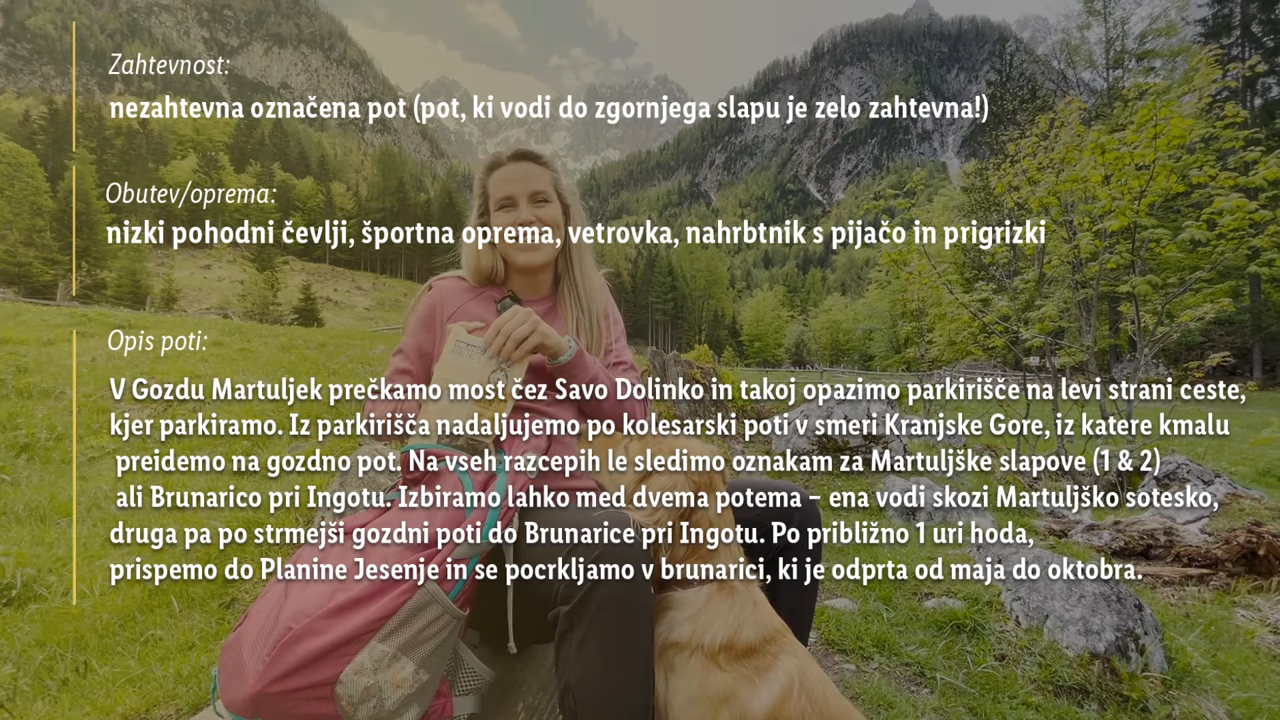 Zahtevnost:
nezahtevna označena pot (pot, ki vodi do zgornjega slapu je zelo zahtevna!)
Obutev/oprema:
nizki pohodni čevlji, športna oprema, vetrovka, nahrbtnik s pijačo in prigrizki
Opis poti:
V Gozdu Martuljek prečkamo most čez Savo Dolinko in takoj opazimo parkirišče na levi strani ceste,
kjer parkiramo. Iz parkirišča nadaljujemo po kolesarski poti v smeri Kranjske Gore, iz katere kmalu
preidemo na gozdno pot. Na vseh razcepih le sledimo oznakam za Martuljške slapove (1 & 2)
ali Brunarico pri Ingotu. Izbiramo lahko med dvema potema – ena vodi skozi Martuljško sotesko,
druga pa po strmejši gozdni poti do Brunarice pri Ingotu. Po približno 1 uri hoda,
prispemo do Planine Jesenje in se pocrkljamo v brunarici, ki je odprta od maja do oktobra.